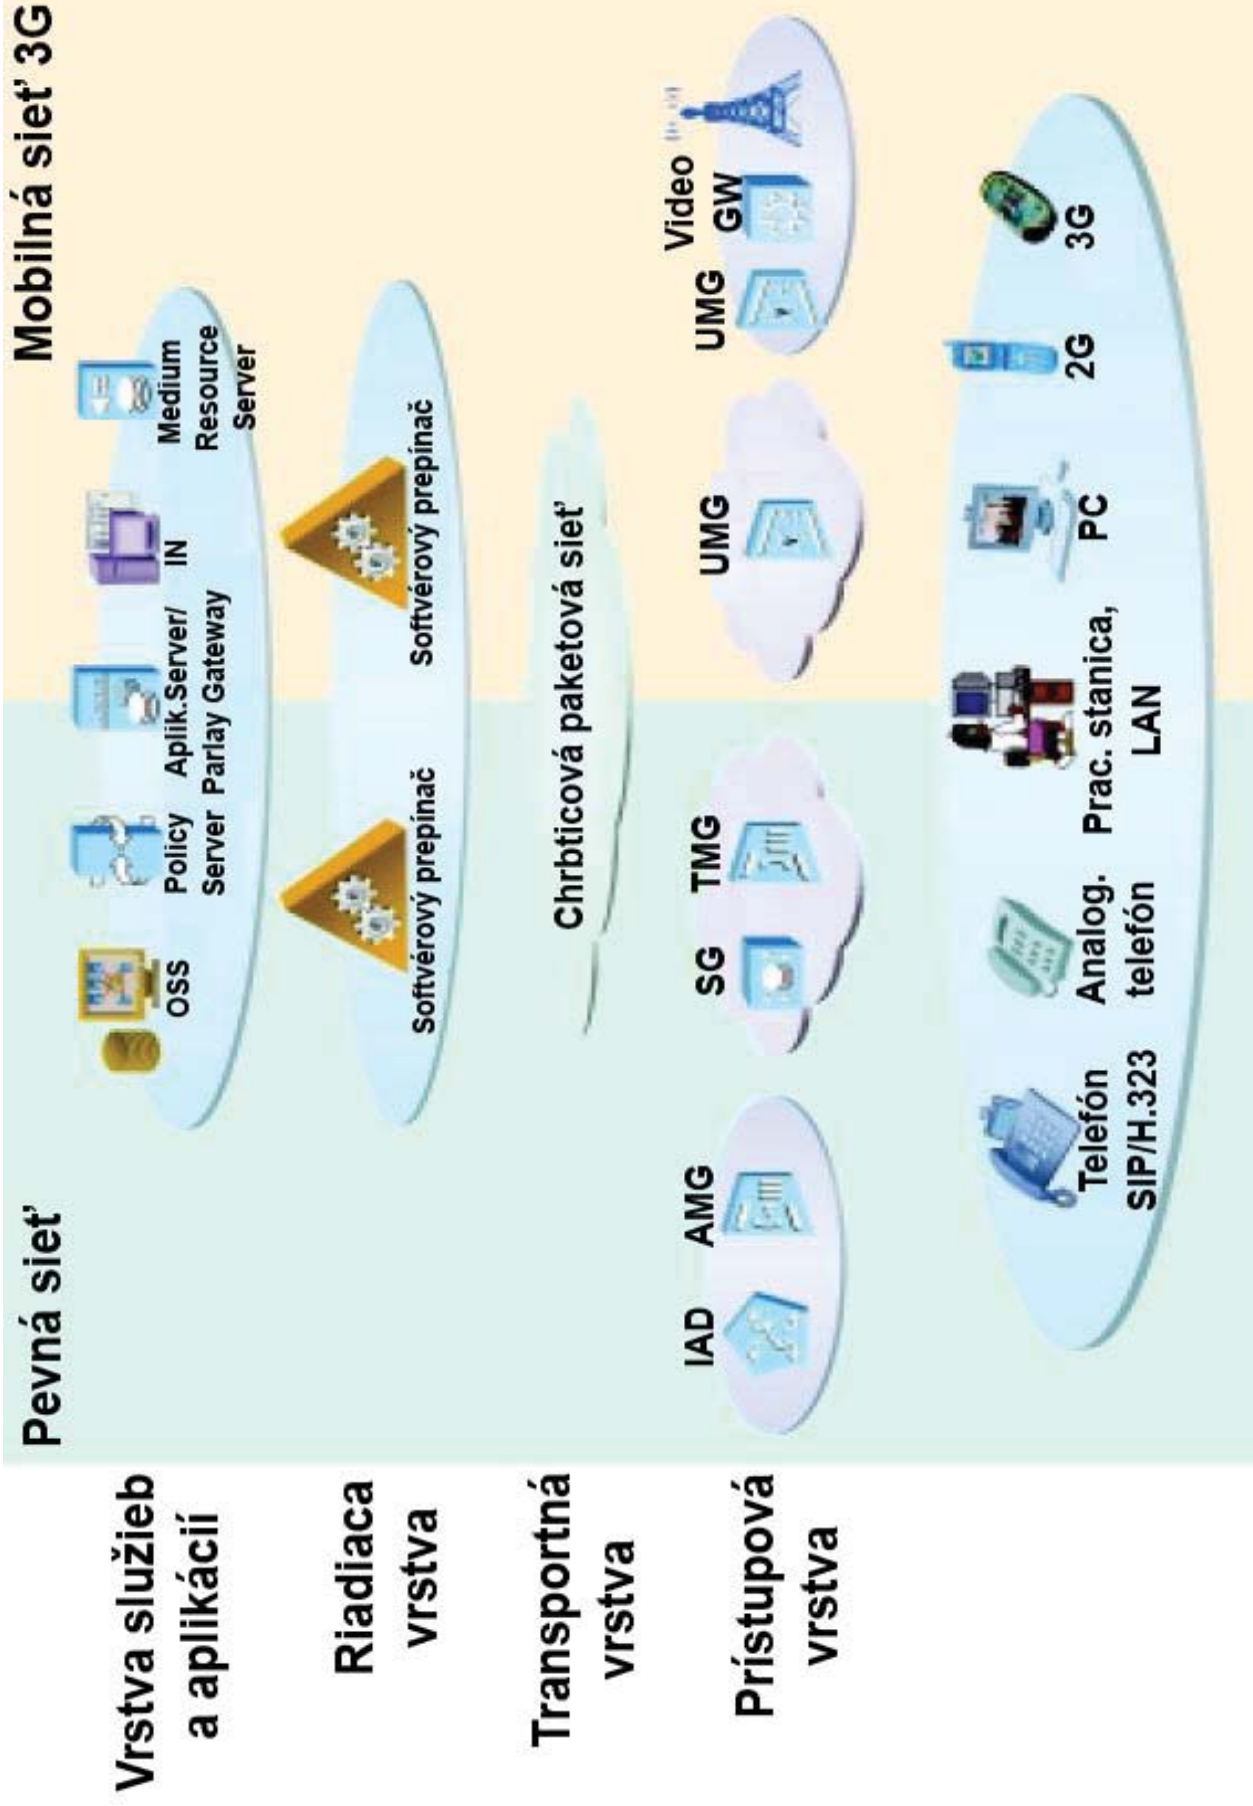 Pevná sieť
Mobilná sieť 3G
Vrstva služieb
a aplikácií
OSS
Policy
Server
Aplik.Server/
Parlay Gateway
IN
Medium
Resource
Server
Riadiaca
vrstva
Softvérový prepínač
Softvérový prepínač
Transportná
vrstva
Chrbticová paketová sieť
Prístupová
vrstva
IAD
AMG
SG
TMG
UMG
UMG
Video
GW
Telefón
SIP/H.323
Analog.
telefón
Prac. stanica,
LAN
PC
2G
3G